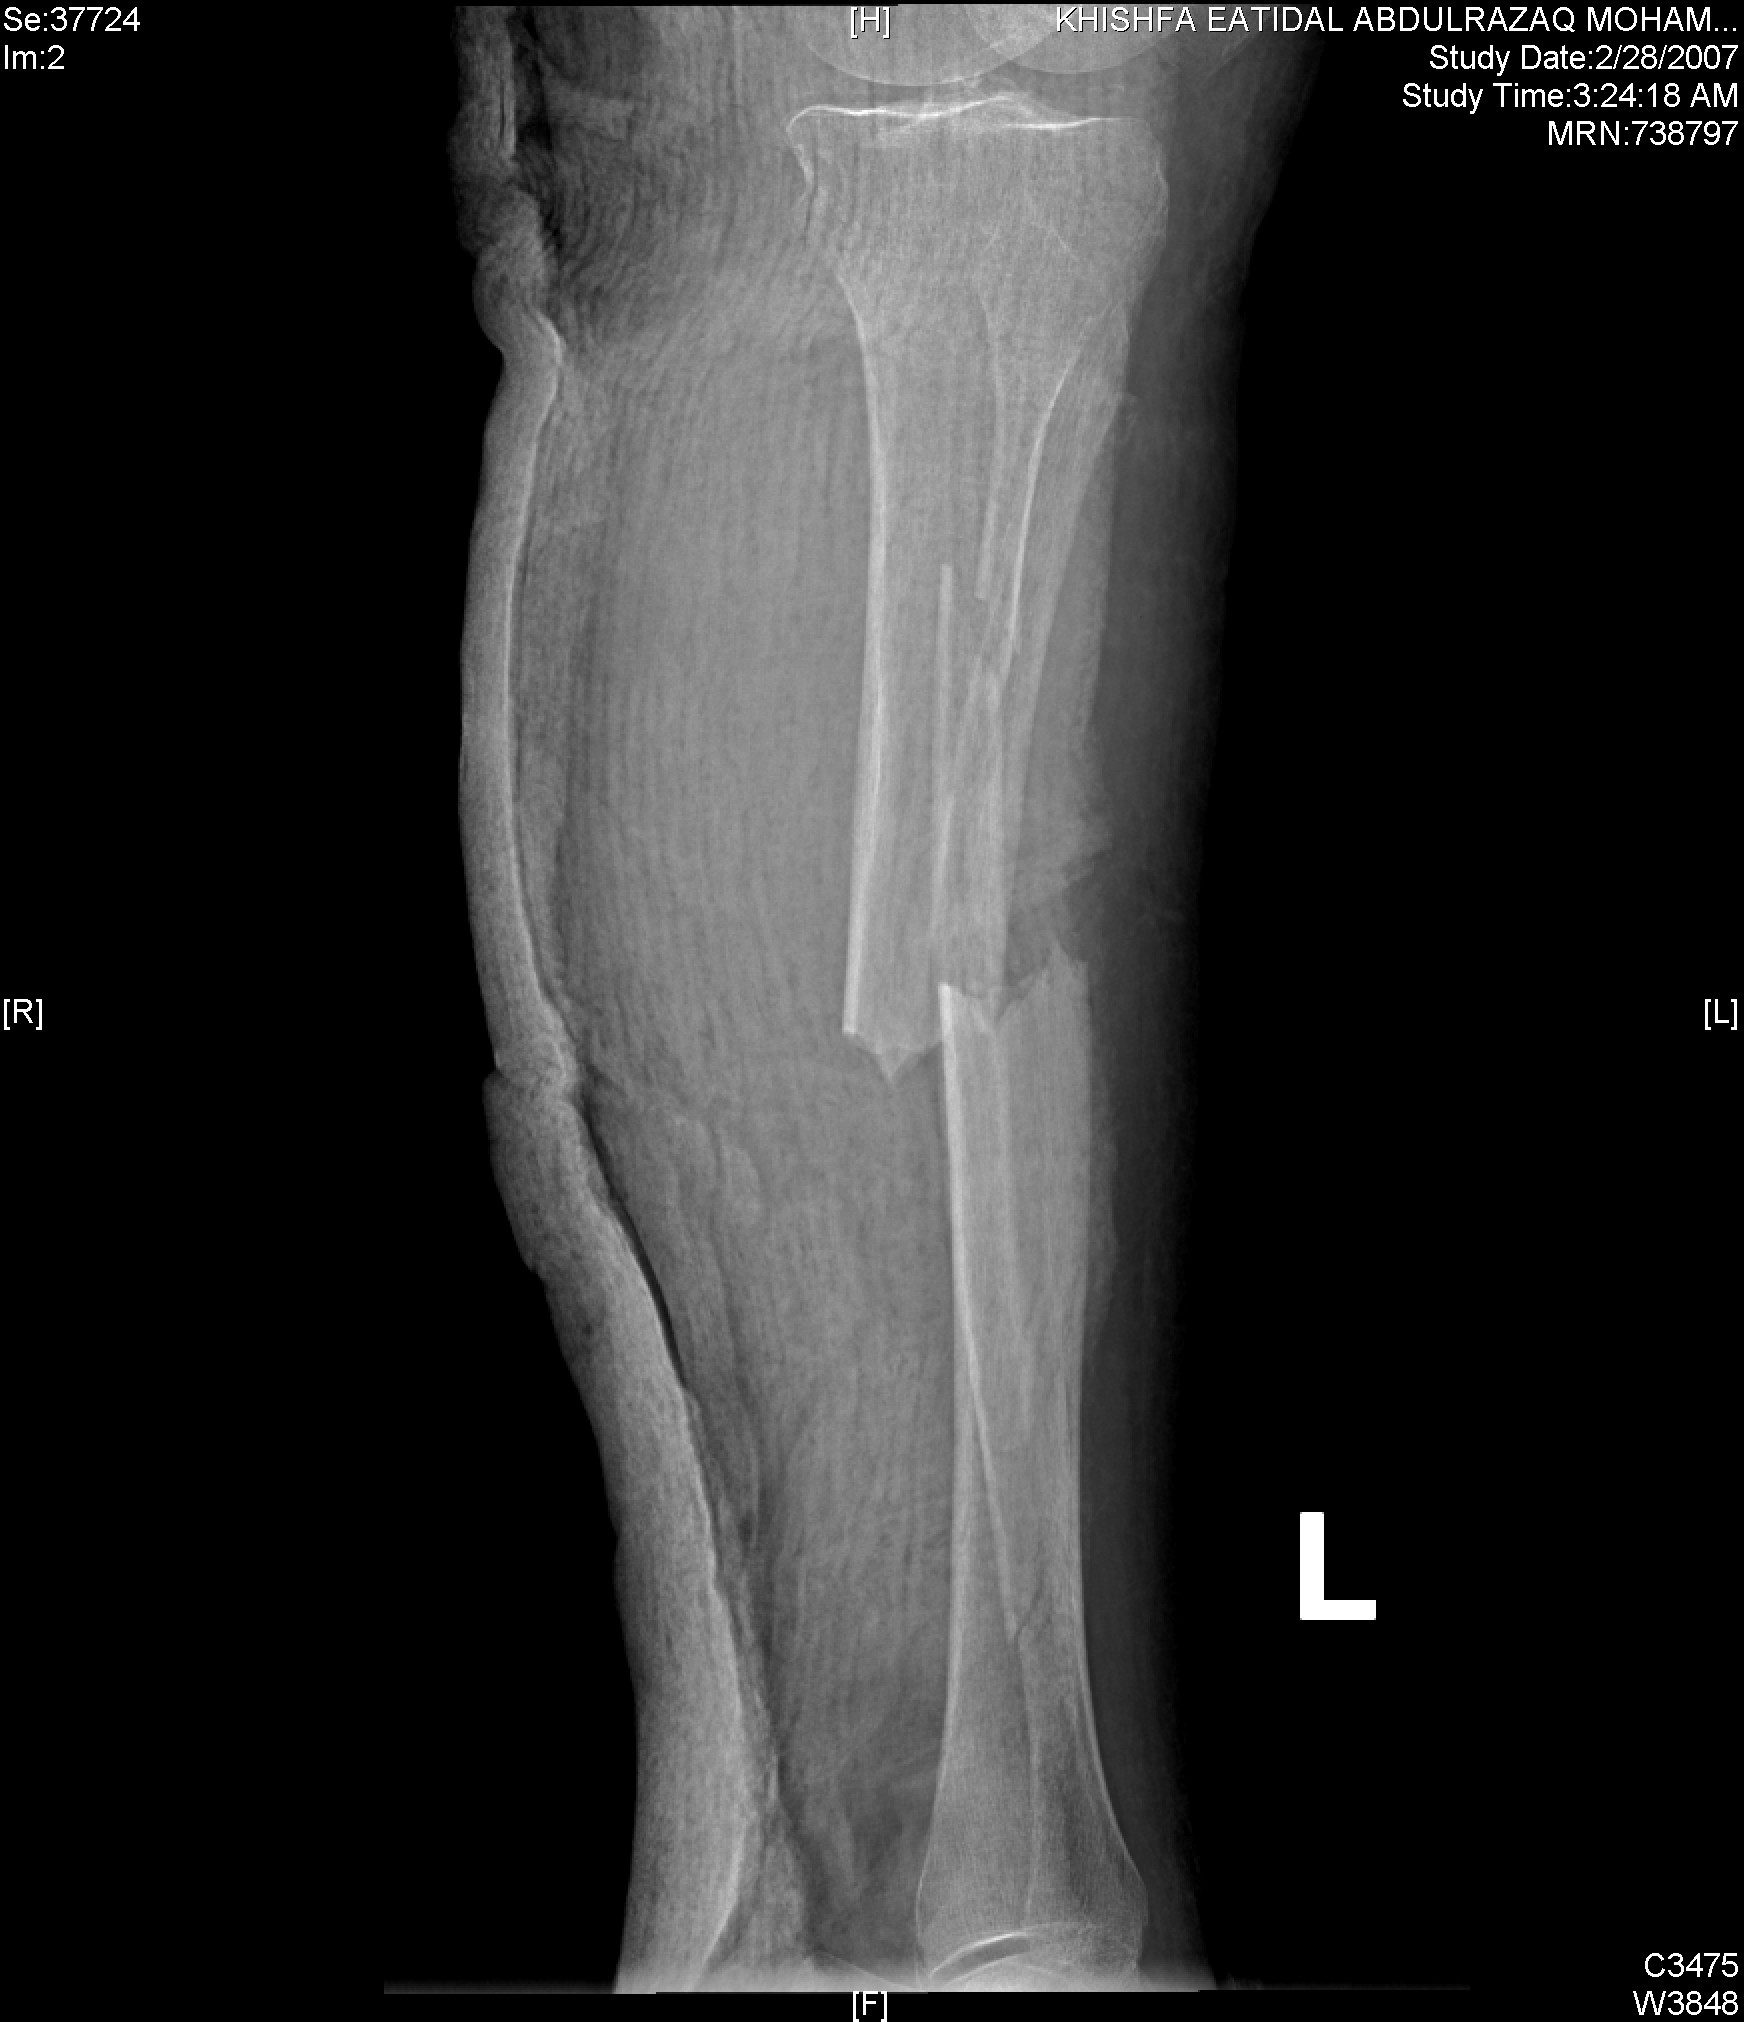 Se:37724
Im:2
[H]
KHISHFA EATIDAL ABDULRAZAQ MOHAM...
Study Date:2/28/2007
Study Time:3:24:18 AM
MRN:738797
[R]
[L]
L
C3475
W3848
[F]